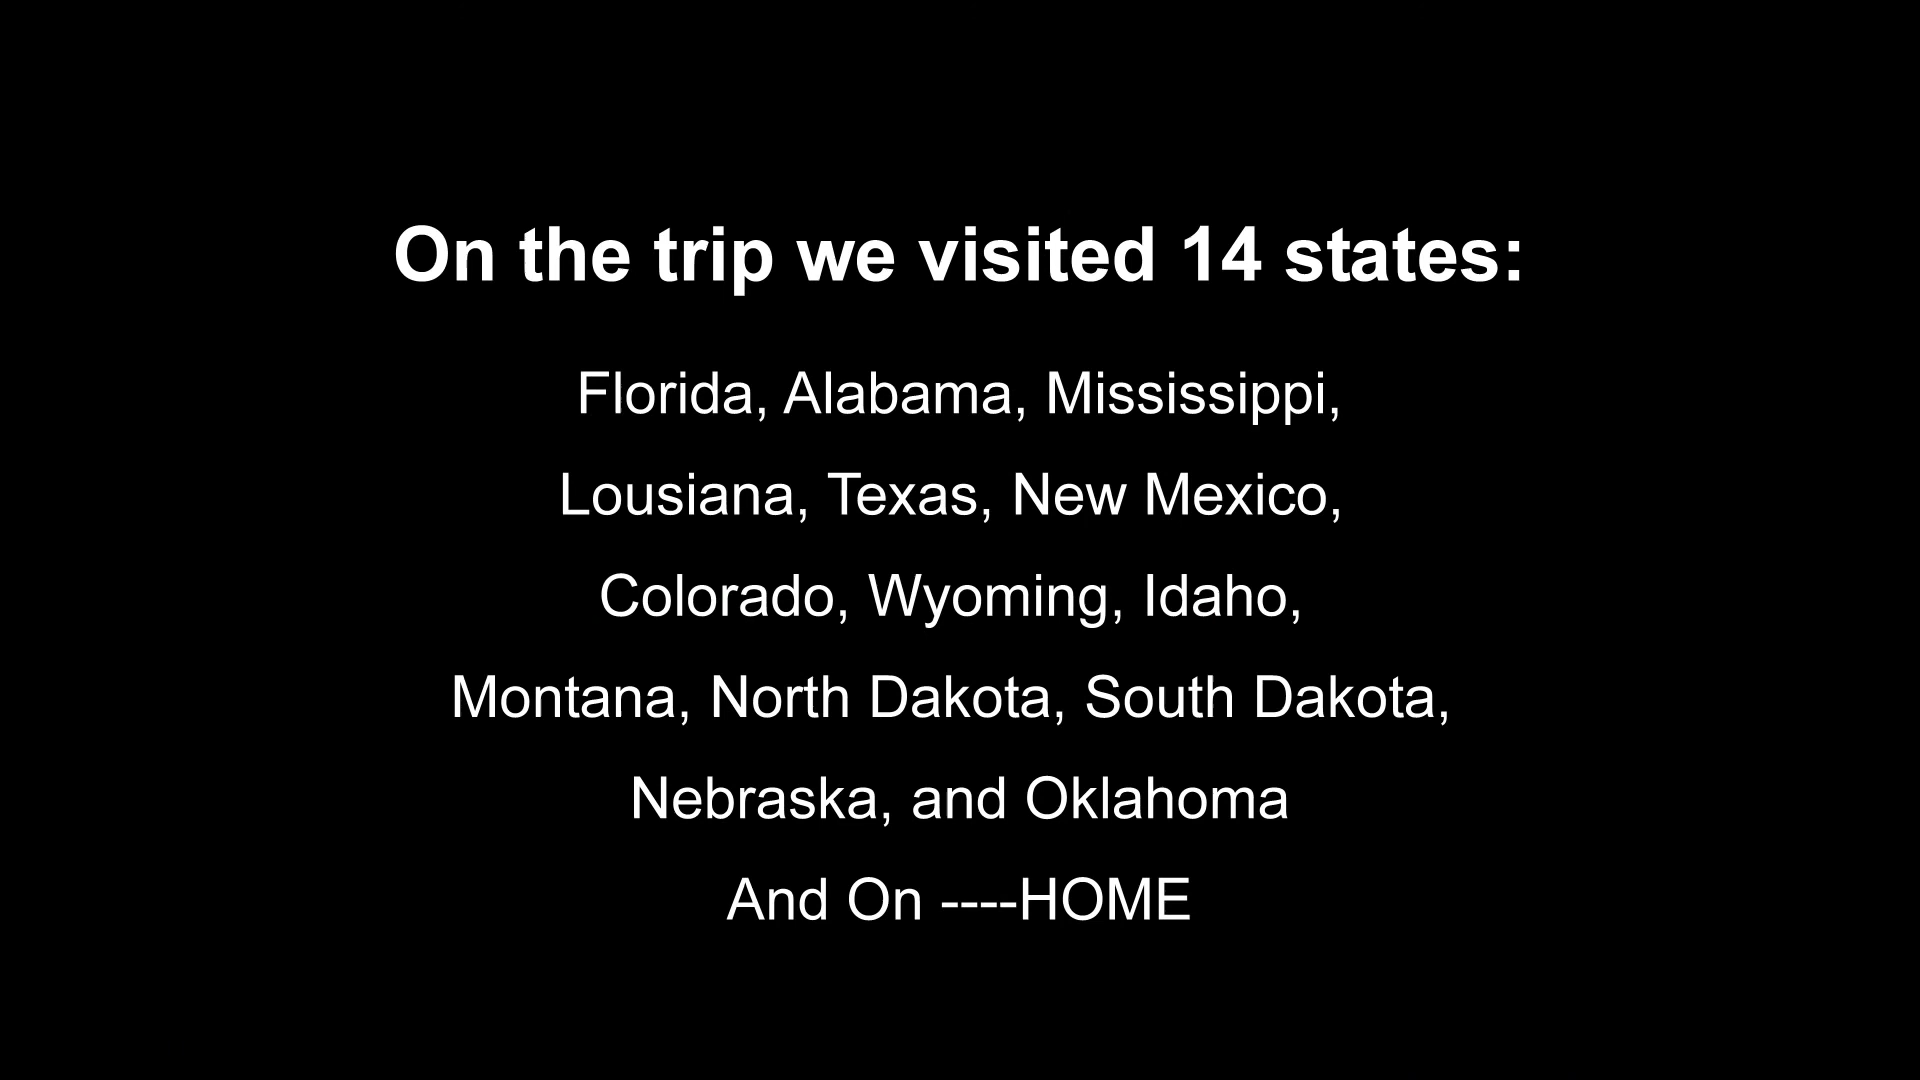 On the trip we visited 14 states:
Florida, Alabama, Mississippi,
Lousiana, Texas, New Mexico,
Colorado, Wyoming, Idaho,
Montana, North Dakota, South Dakota,
Nebraska, and Oklahoma
And On ----HOME